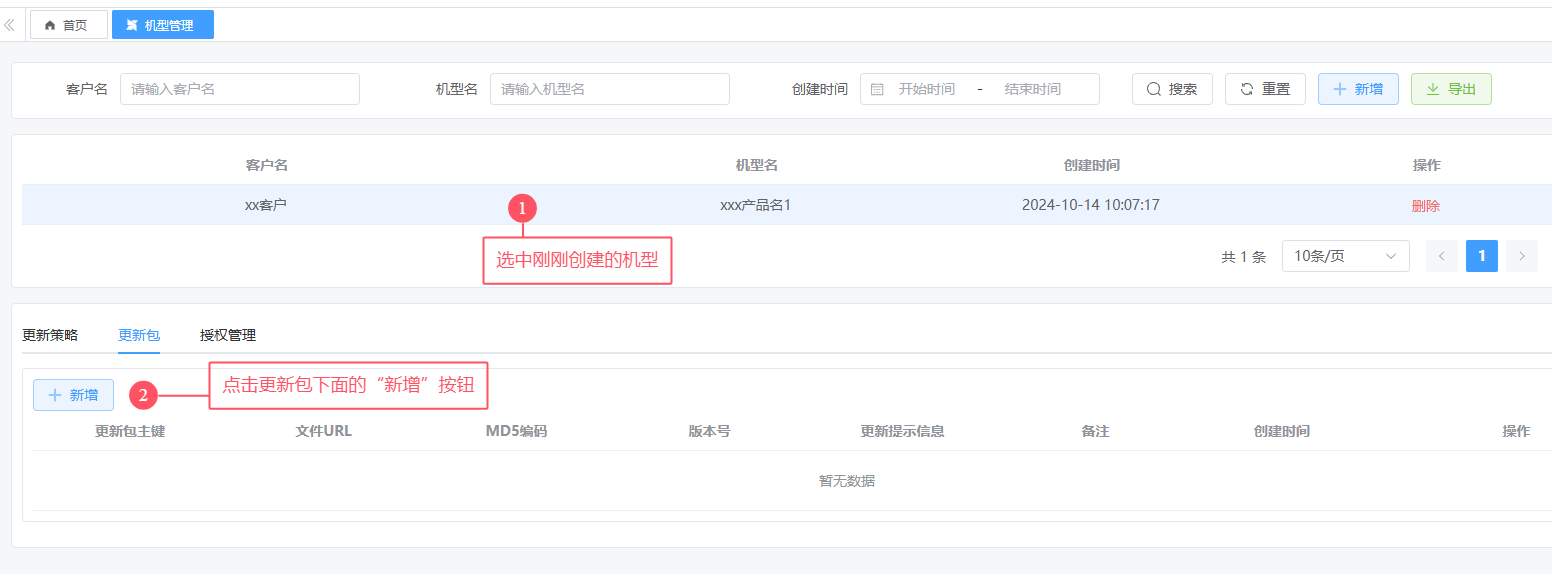 首页 机型管理
客户名 请输入客户名 机型名 请输入机型名 创建时间 开始时间 - 结束时间 搜索 重置 新增 导出
客户名 机型名 创建时间 操作
xx客户 xxx产品名1 2024-10-14 10:07:17 删除
1
选中刚刚创建的机型
共 1 条 10条/页 1
更新策略 更新包 授权管理
点击更新包下面的“新增”按钮
新增 2
更新包主键 文件URL MD5编码 版本号 更新提示信息 备注 创建时间 操作
暂无数据